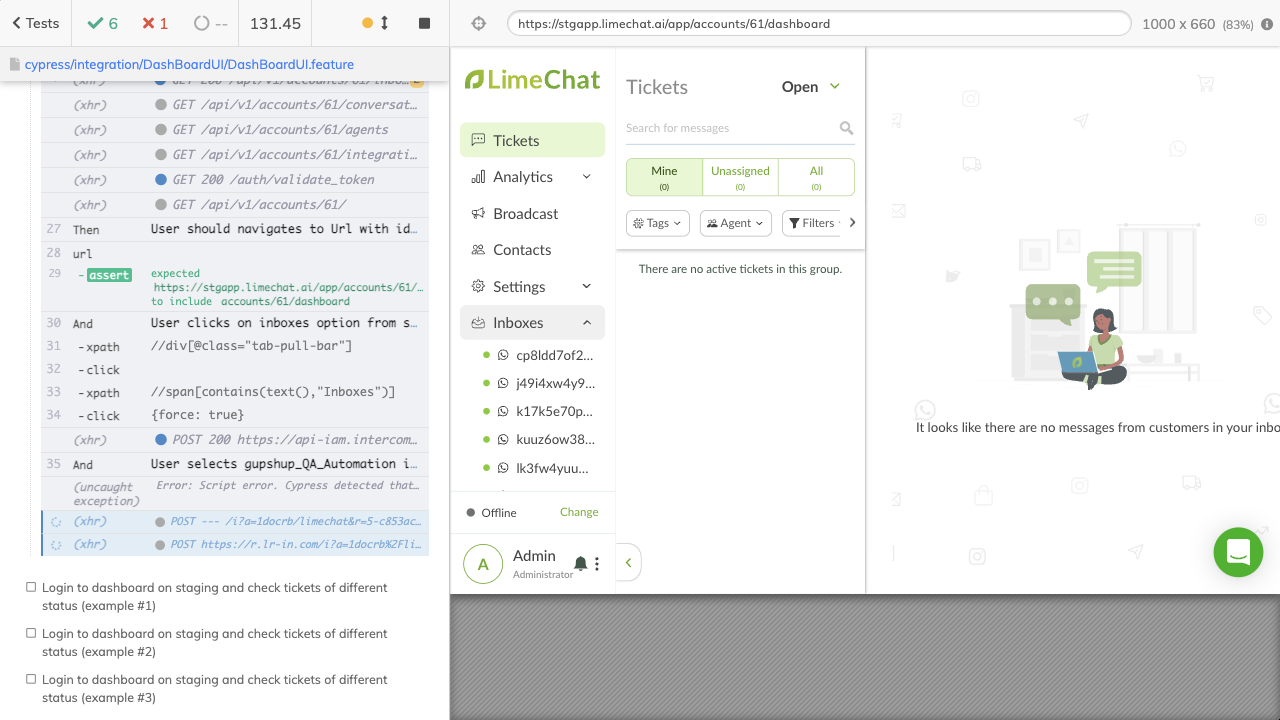 Tests
6
1
--
131.45
https://stgapp.limechat.ai/app/accounts/61/dashboard
1000 x 660 (83%)
cypress/integration/DashBoardUI/DashBoardUI.feature
(xhr) GET 200 /api/v1/accounts/61/inbo…
(xhr) GET /api/v1/accounts/61/conversat…
(xhr) GET /api/v1/accounts/61/agents
(xhr) GET /api/v1/accounts/61/integrati…
(xhr) GET 200 /auth/validate_token
(xhr) GET /api/v1/accounts/61/
27 Then User should navigates to Url with id…
28 url
29 -assert expected
https://stgapp.limechat.ai/app/accounts/61/…
to include accounts/61/dashboard
30 And User clicks on inboxes option from s…
31 -xpath //div[@class="tab-pull-bar"]
32 -click
33 -xpath //span[contains(text(),"Inboxes")]
34 -click {force: true}
(xhr) POST 200 https://api-iam.intercom…
35 And User selects gupshup_QA_Automation i…
(uncaught exception) Error: Script error. Cypress detected that…
(xhr) POST --- /i?a=1docrb/limechat&r=5-c853ac…
(xhr) POST https://r.lr-in.com/i?a=1docrb%2Fli…
Login to dashboard on staging and check tickets of different
status (example #1)
Login to dashboard on staging and check tickets of different
status (example #2)
Login to dashboard on staging and check tickets of different
status (example #3)
LimeChat
Tickets
Analytics
Broadcast
Contacts
Settings
Inboxes
cp8ldd7of2...
j49i4xw4y9...
k17k5e70p...
kuuz6ow38...
lk3fw4yuu...
Offline
Change
A
Admin
Administrator
Tickets
Open
Search for messages
Mine
(0)
Unassigned
(0)
All
(0)
Tags
Agent
Filters
There are no active tickets in this group.
It looks like there are no messages from customers in your inbo